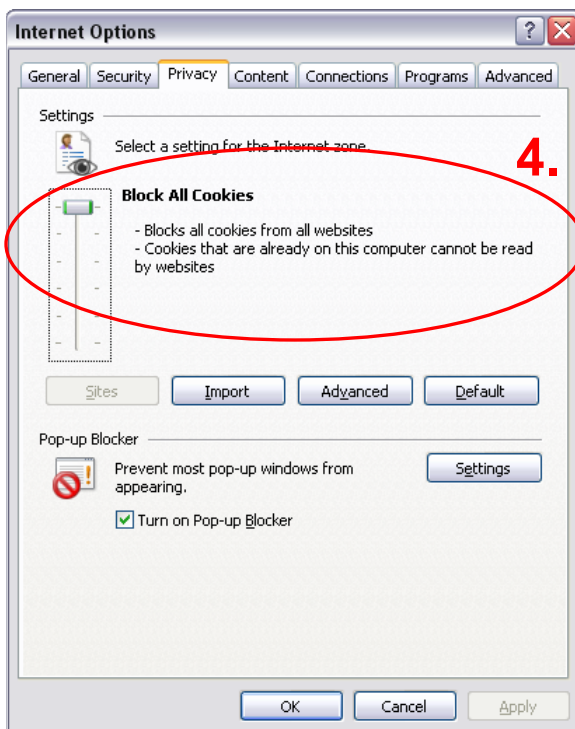 Internet Options
General Security Privacy Content Connections Programs Advanced
Settings
Select a setting for the Internet zone.
4.
Block All Cookies
- Blocks all cookies from all websites
- Cookies that are already on this computer cannot be read
by websites
Sites Import Advanced Default
Pop-up Blocker
Prevent most pop-up windows from
appearing.
Settings
Turn on Pop-up Blocker
OK Cancel Apply